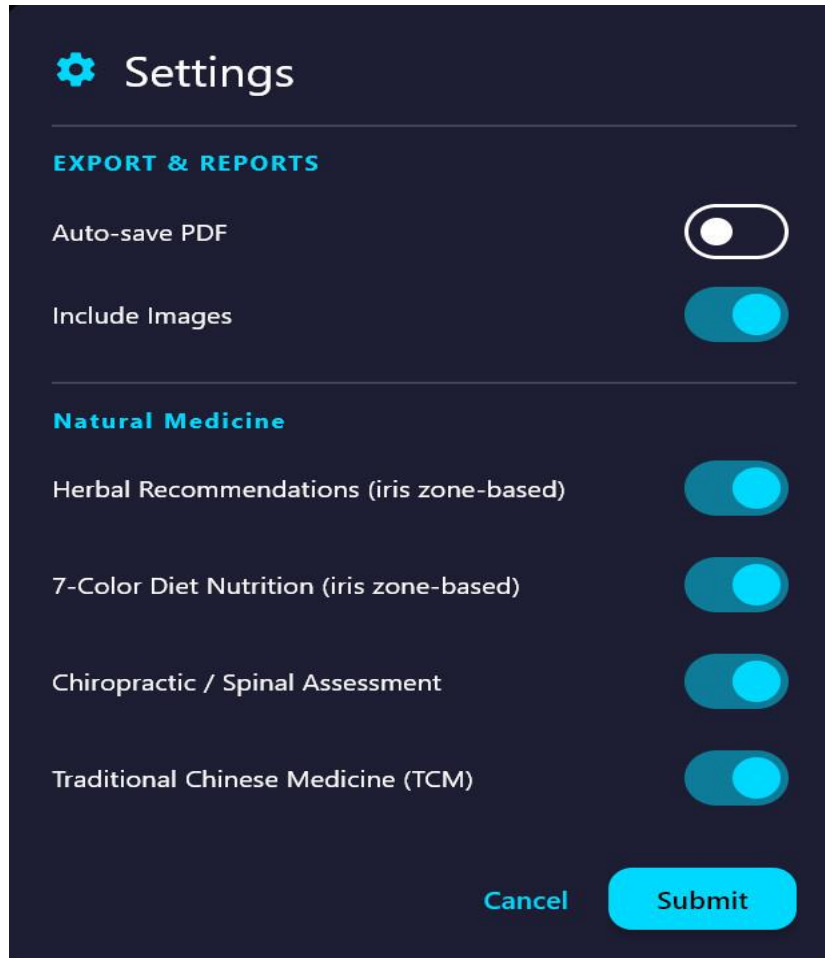 Settings
EXPORT & REPORTS
Auto-save PDF
Include Images
Natural Medicine
Herbal Recommendations (iris zone-based)
7-Color Diet Nutrition (iris zone-based)
Chiropractic / Spinal Assessment
Traditional Chinese Medicine (TCM)
Cancel
Submit